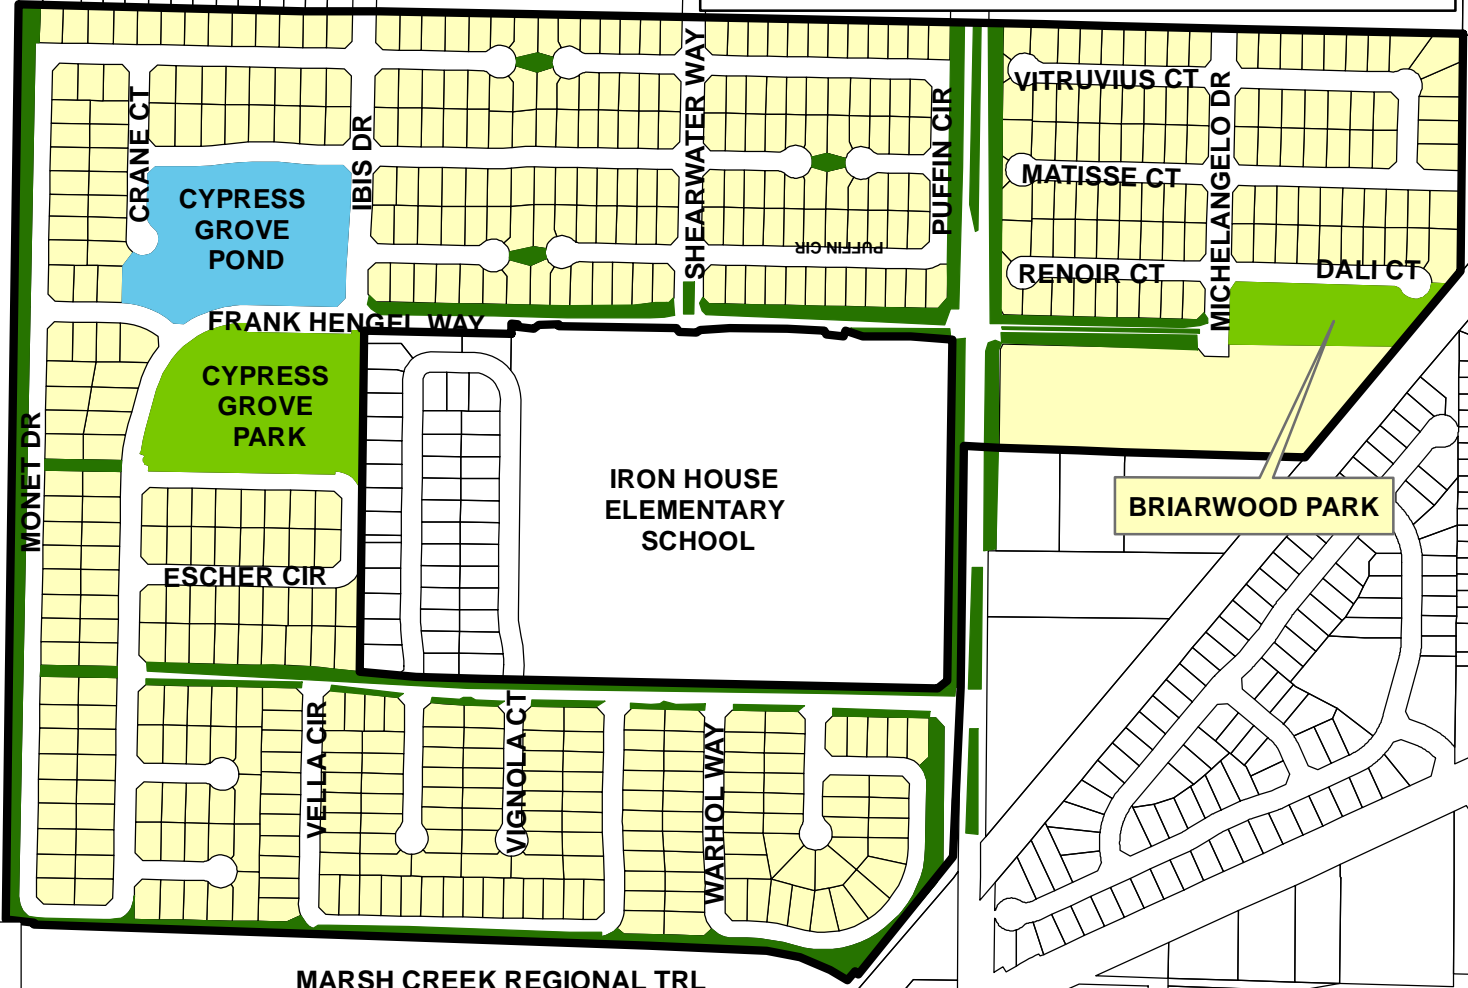 SHEARWATER WAY
VITRUVIUS CT
CRANE CT
IBIS DR
PUFFIN CIR
MICHELANGELO DR
MATISSE CT
CYPRESS
GROVE
POND
PUFFIN CIR
RENOIR CT
DALI CT
FRANK HENGEL WAY
CYPRESS
GROVE
PARK
MONET DR
IRON HOUSE
ELEMENTARY
SCHOOL
BRIARWOOD PARK
ESCHER CIR
VELLA CIR
VIGNOLA CT
WARHOL WAY
MARSH CREEK REGIONAL TRL